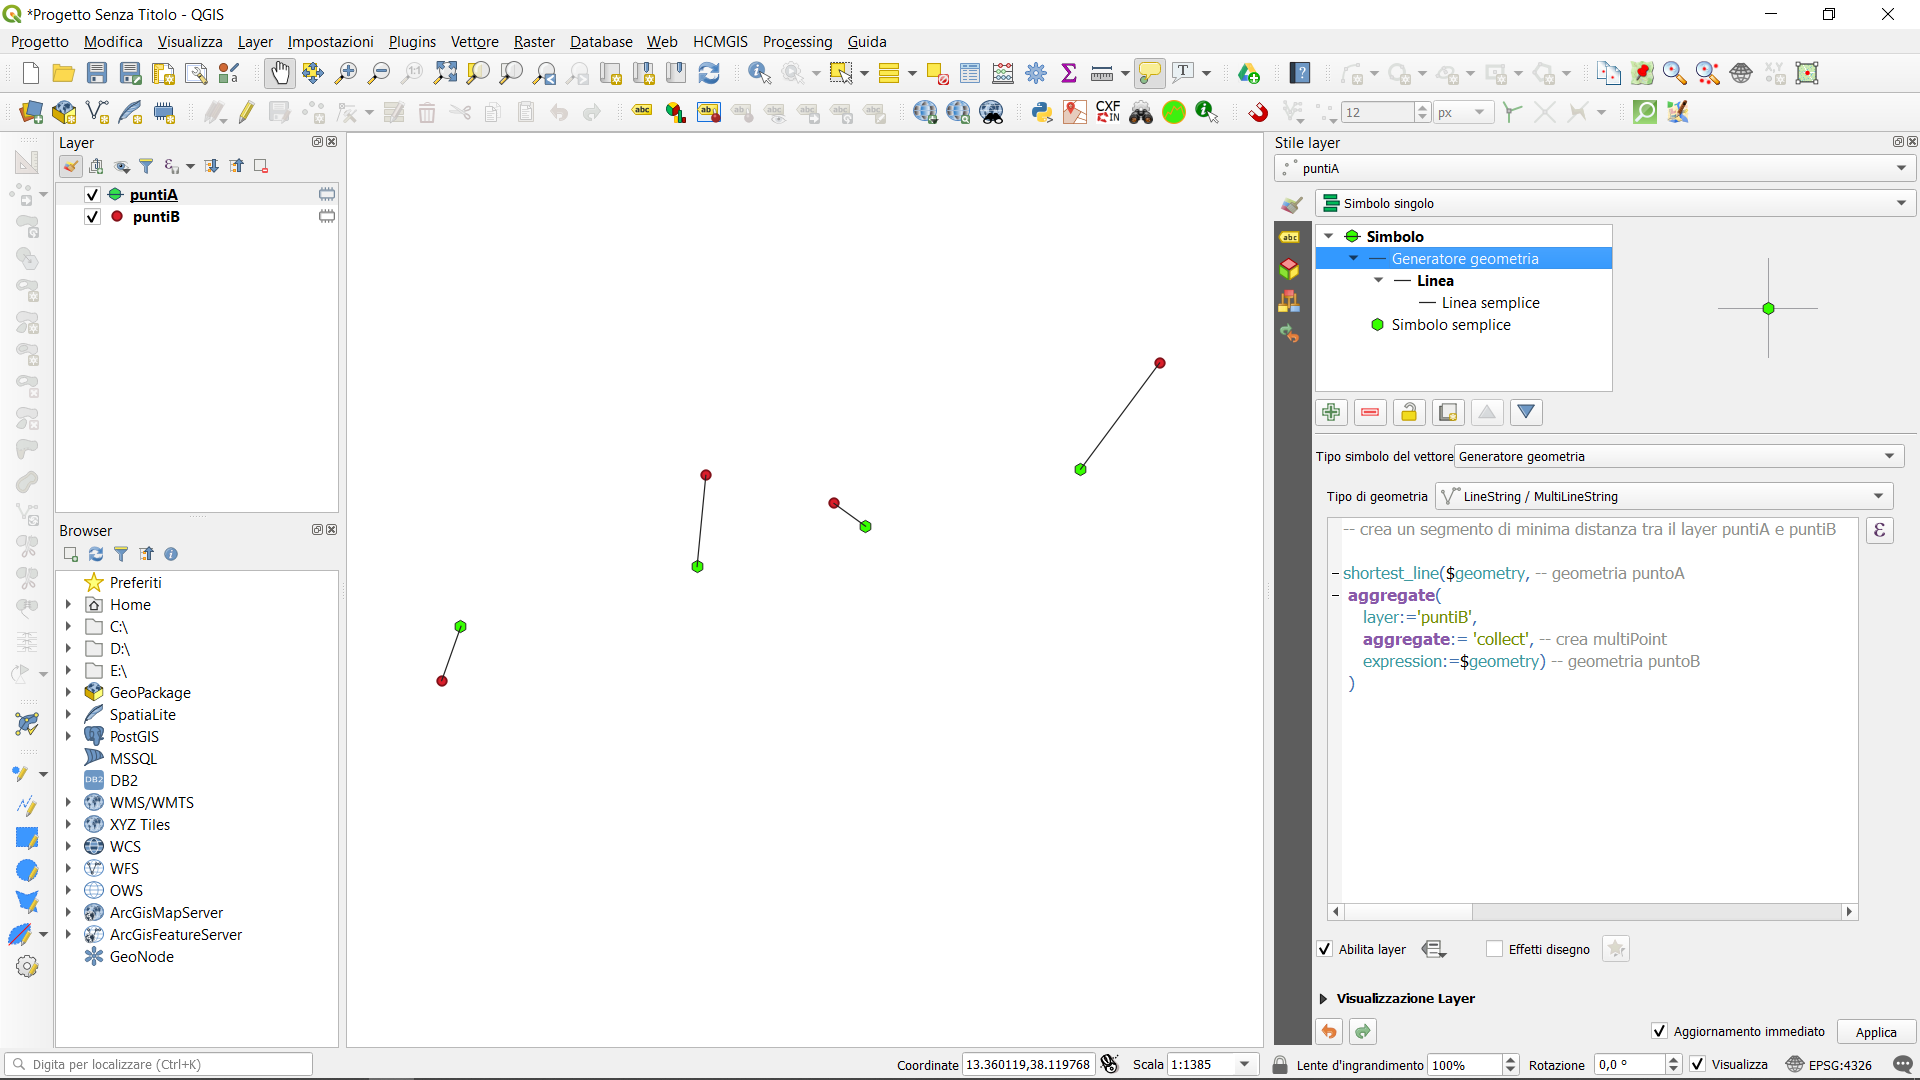 *Progetto Senza Titolo - QGIS
Progetto Modifica Visualizza Layer Impostazioni Plugins Vettore Raster Database Web HCMGIS Processing Guida
12 px
Layer
puntiA
puntiB
Browser
Preferiti
Home
C:\
D:\
E:\
GeoPackage
SpatiaLite
PostGIS
MSSQL
DB2
WMS/WMTS
XYZ Tiles
WCS
WFS
OWS
ArcGisMapServer
ArcGisFeatureServer
GeoNode
Stile layer
puntiA
Simbolo singolo
Simbolo
Generatore geometria
Linea
Linea semplice
Simbolo semplice
Tipo simbolo del vettore Generatore geometria
Tipo di geometria LineString / MultiLineString
-- crea un segmento di minima distanza tra il layer puntiA e puntiB
shortest_line($geometry, -- geometria puntoA
aggregate(
layer:='puntiB',
aggregate:= 'collect', -- crea multiPoint
expression:=$geometry) -- geometria puntoB
)
ε
Abilita layer Effetti disegno
Visualizzazione Layer
Aggiornamento immediato Applica
Digita per localizzare (Ctrl+K) Coordinate 13.360119,38.119768 Scala 1:1385 Lente d'ingrandimento 100% Rotazione 0,0 ° Visualizza EPSG:4326